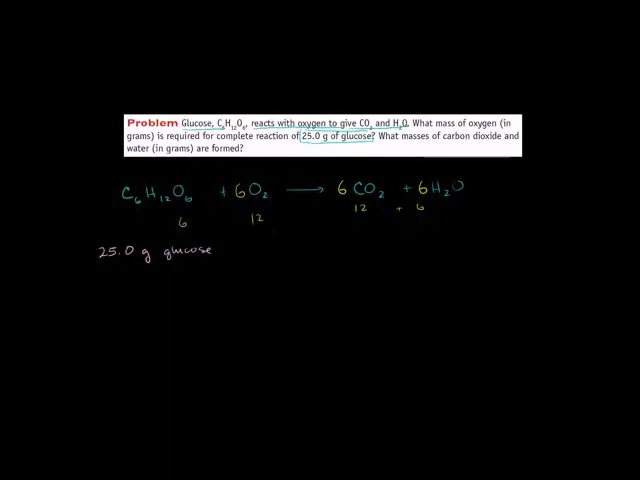 Problem Glucose, C₆H₁₂O₆, reacts with oxygen to give CO₂ and H₂O. What mass of oxygen (in
grams) is required for complete reaction of 25.0 g of glucose? What masses of carbon dioxide and
water (in grams) are formed?
C₆H₁₂O₆ + 6O₂ → 6CO₂ + 6H₂O
6 12 12 + 6
25.0 g glucose